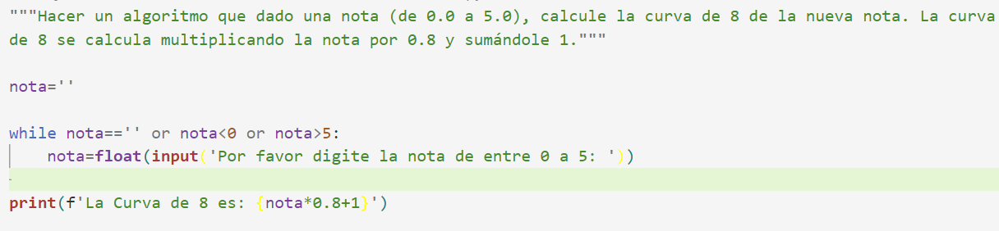 """Hacer un algoritmo que dado una nota (de 0.0 a 5.0), calcule la curva de 8 de la nueva nota. La curva
de 8 se calcula multiplicando la nota por 0.8 y sumándole 1."""
nota=''
while nota=='' or nota<0 or nota>5:
    nota=float(input('Por favor digite la nota de entre 0 a 5: '))
print(f'La Curva de 8 es: {nota*0.8+1}')